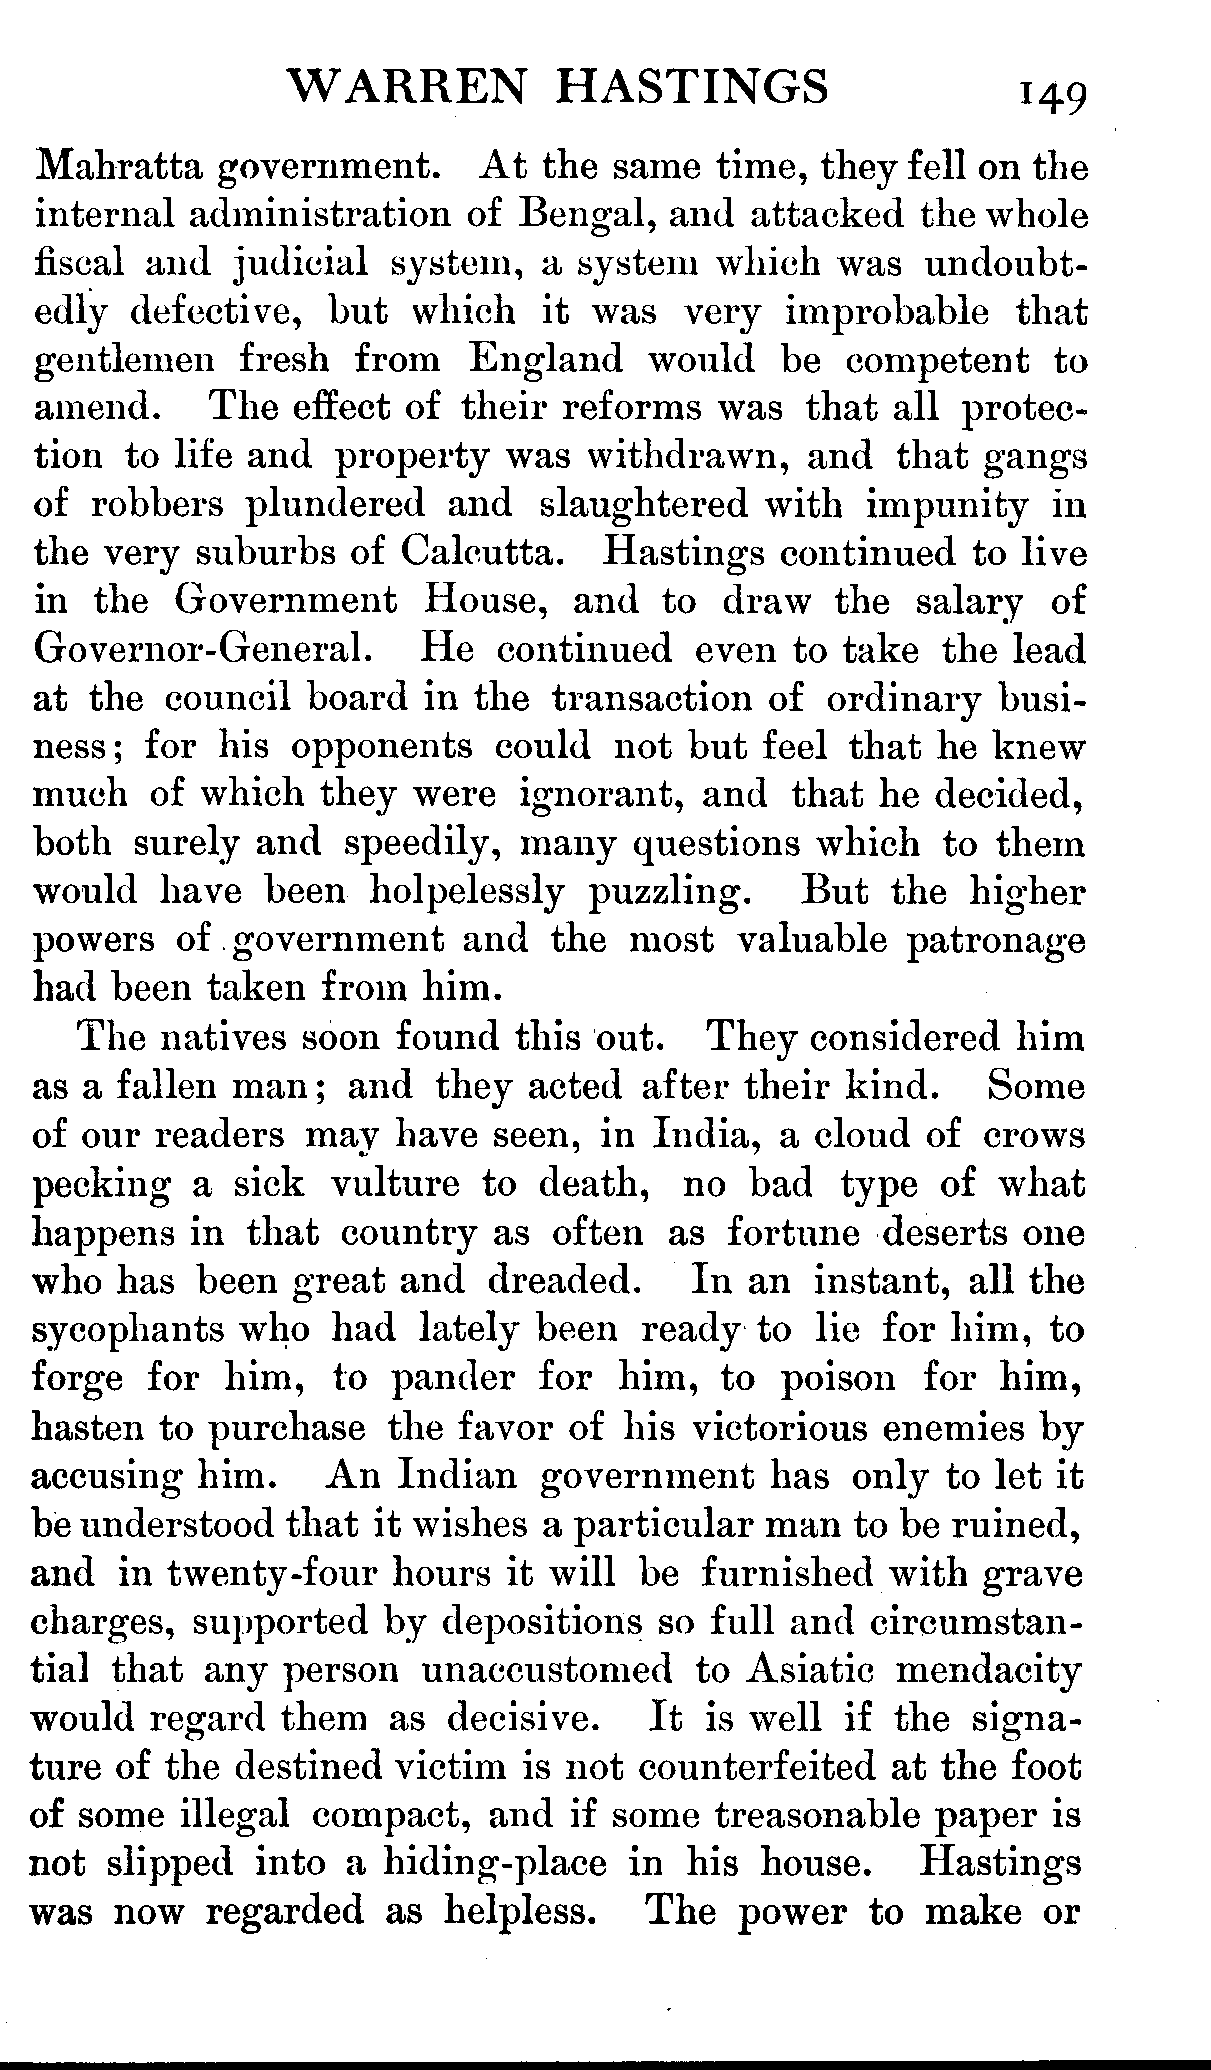 WARREN HASTINGS 149
Mahratta government. At the same time, they fell on the
internal administration of Bengal, and attacked the whole
fiscal and judicial system, a system which was undoubt-
edly defective, but which it was very improbable that
gentlemen fresh from England would be competent to
amend. The effect of their reforms was that all protec-
tion to life and property was withdrawn, and that gangs
of robbers plundered and slaughtered with impunity in
the very suburbs of Calcutta. Hastings continued to live
in the Government House, and to draw the salary of
Governor-General. He continued even to take the lead
at the council board in the transaction of ordinary busi-
ness; for his opponents could not but feel that he knew
much of which they were ignorant, and that he decided,
both surely and speedily, many questions which to them
would have been holpelessly puzzling. But the higher
powers of government and the most valuable patronage
had been taken from him.
The natives soon found this out. They considered him
as a fallen man; and they acted after their kind. Some
of our readers may have seen, in India, a cloud of crows
pecking a sick vulture to death, no bad type of what
happens in that country as often as fortune deserts one
who has been great and dreaded. In an instant, all the
sycophants who had lately been ready to lie for him, to
forge for him, to pander for him, to poison for him,
hasten to purchase the favor of his victorious enemies by
accusing him. An Indian government has only to let it
be understood that it wishes a particular man to be ruined,
and in twenty-four hours it will be furnished with grave
charges, supported by depositions so full and circumstan-
tial that any person unaccustomed to Asiatic mendacity
would regard them as decisive. It is well if the signa-
ture of the destined victim is not counterfeited at the foot
of some illegal compact, and if some treasonable paper is
not slipped into a hiding-place in his house. Hastings
was now regarded as helpless. The power to make or